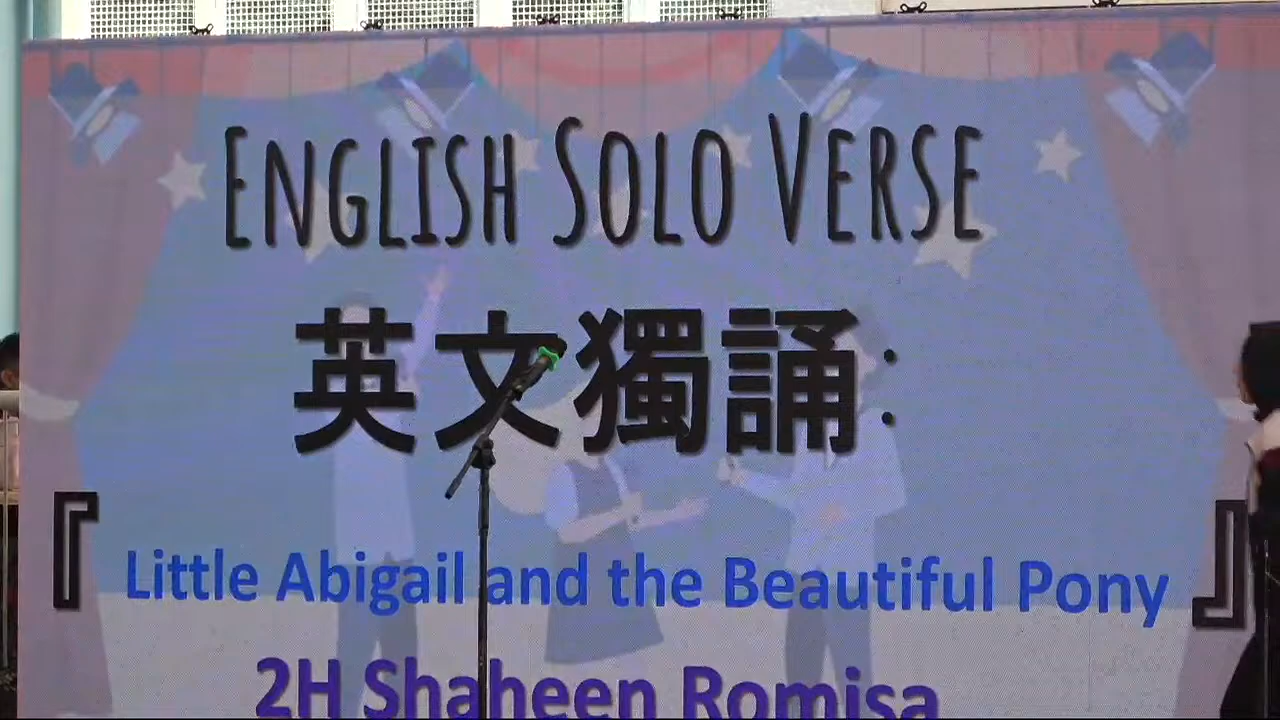 ENGLISH SOLO VERSE
英文獨誦:
『Little Abigail and the Beautiful Pony』
2H Shaheen Romisa